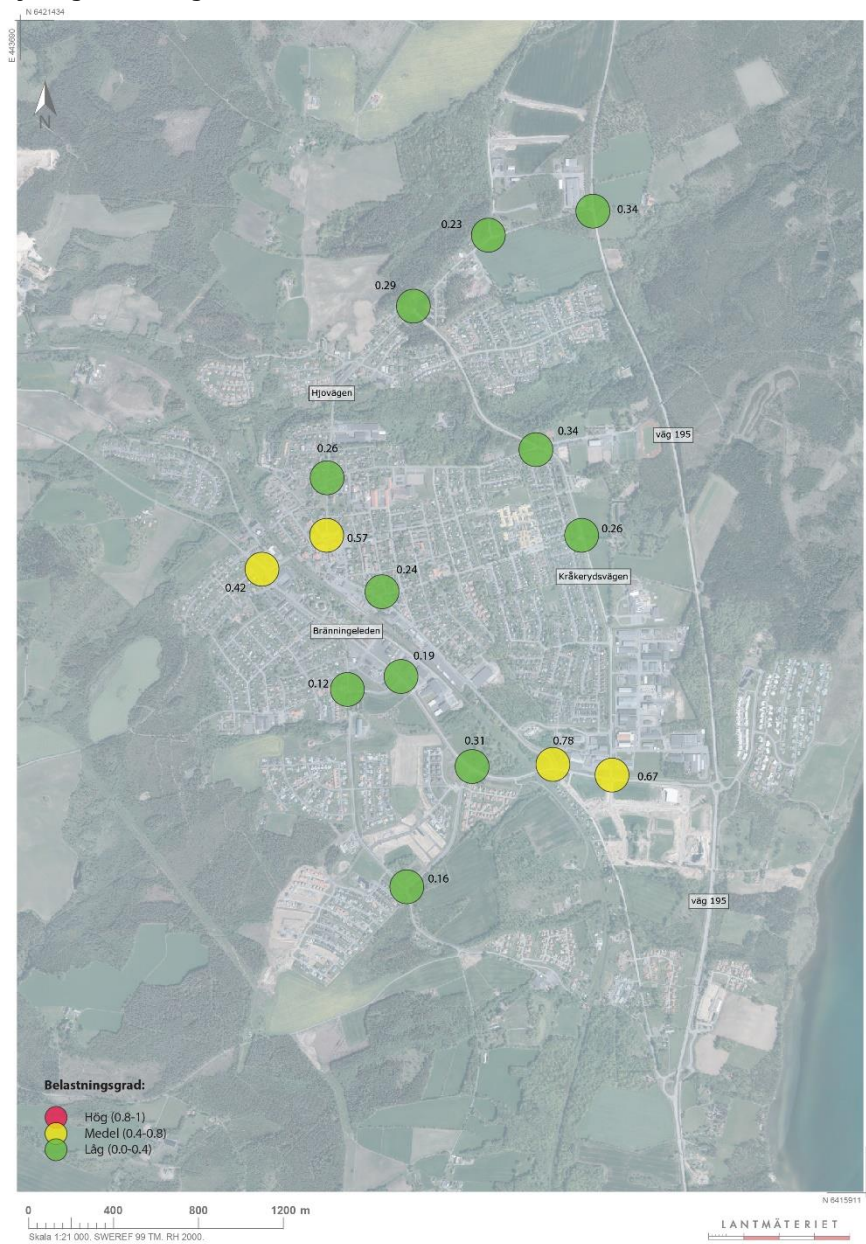 N 6421434
E 443690
N
0.34
0.23
0.29
Hjovägen
0.34
väg 195
0.26
0.57
0.26
0.42
0.24
Kråkerydsvägen
Bränningeleden
0.19
0.12
0.31
0.78
0.67
0.16
väg 195
Belastningsgrad:
Hög (0.8-1)
Medel (0.4-0.8)
Låg (0.0-0.4)
N 6415911
0 400 800 1200 m
Skala 1:21 000. SWEREF 99 TM. RH 2000.
LANTMÄTERIET